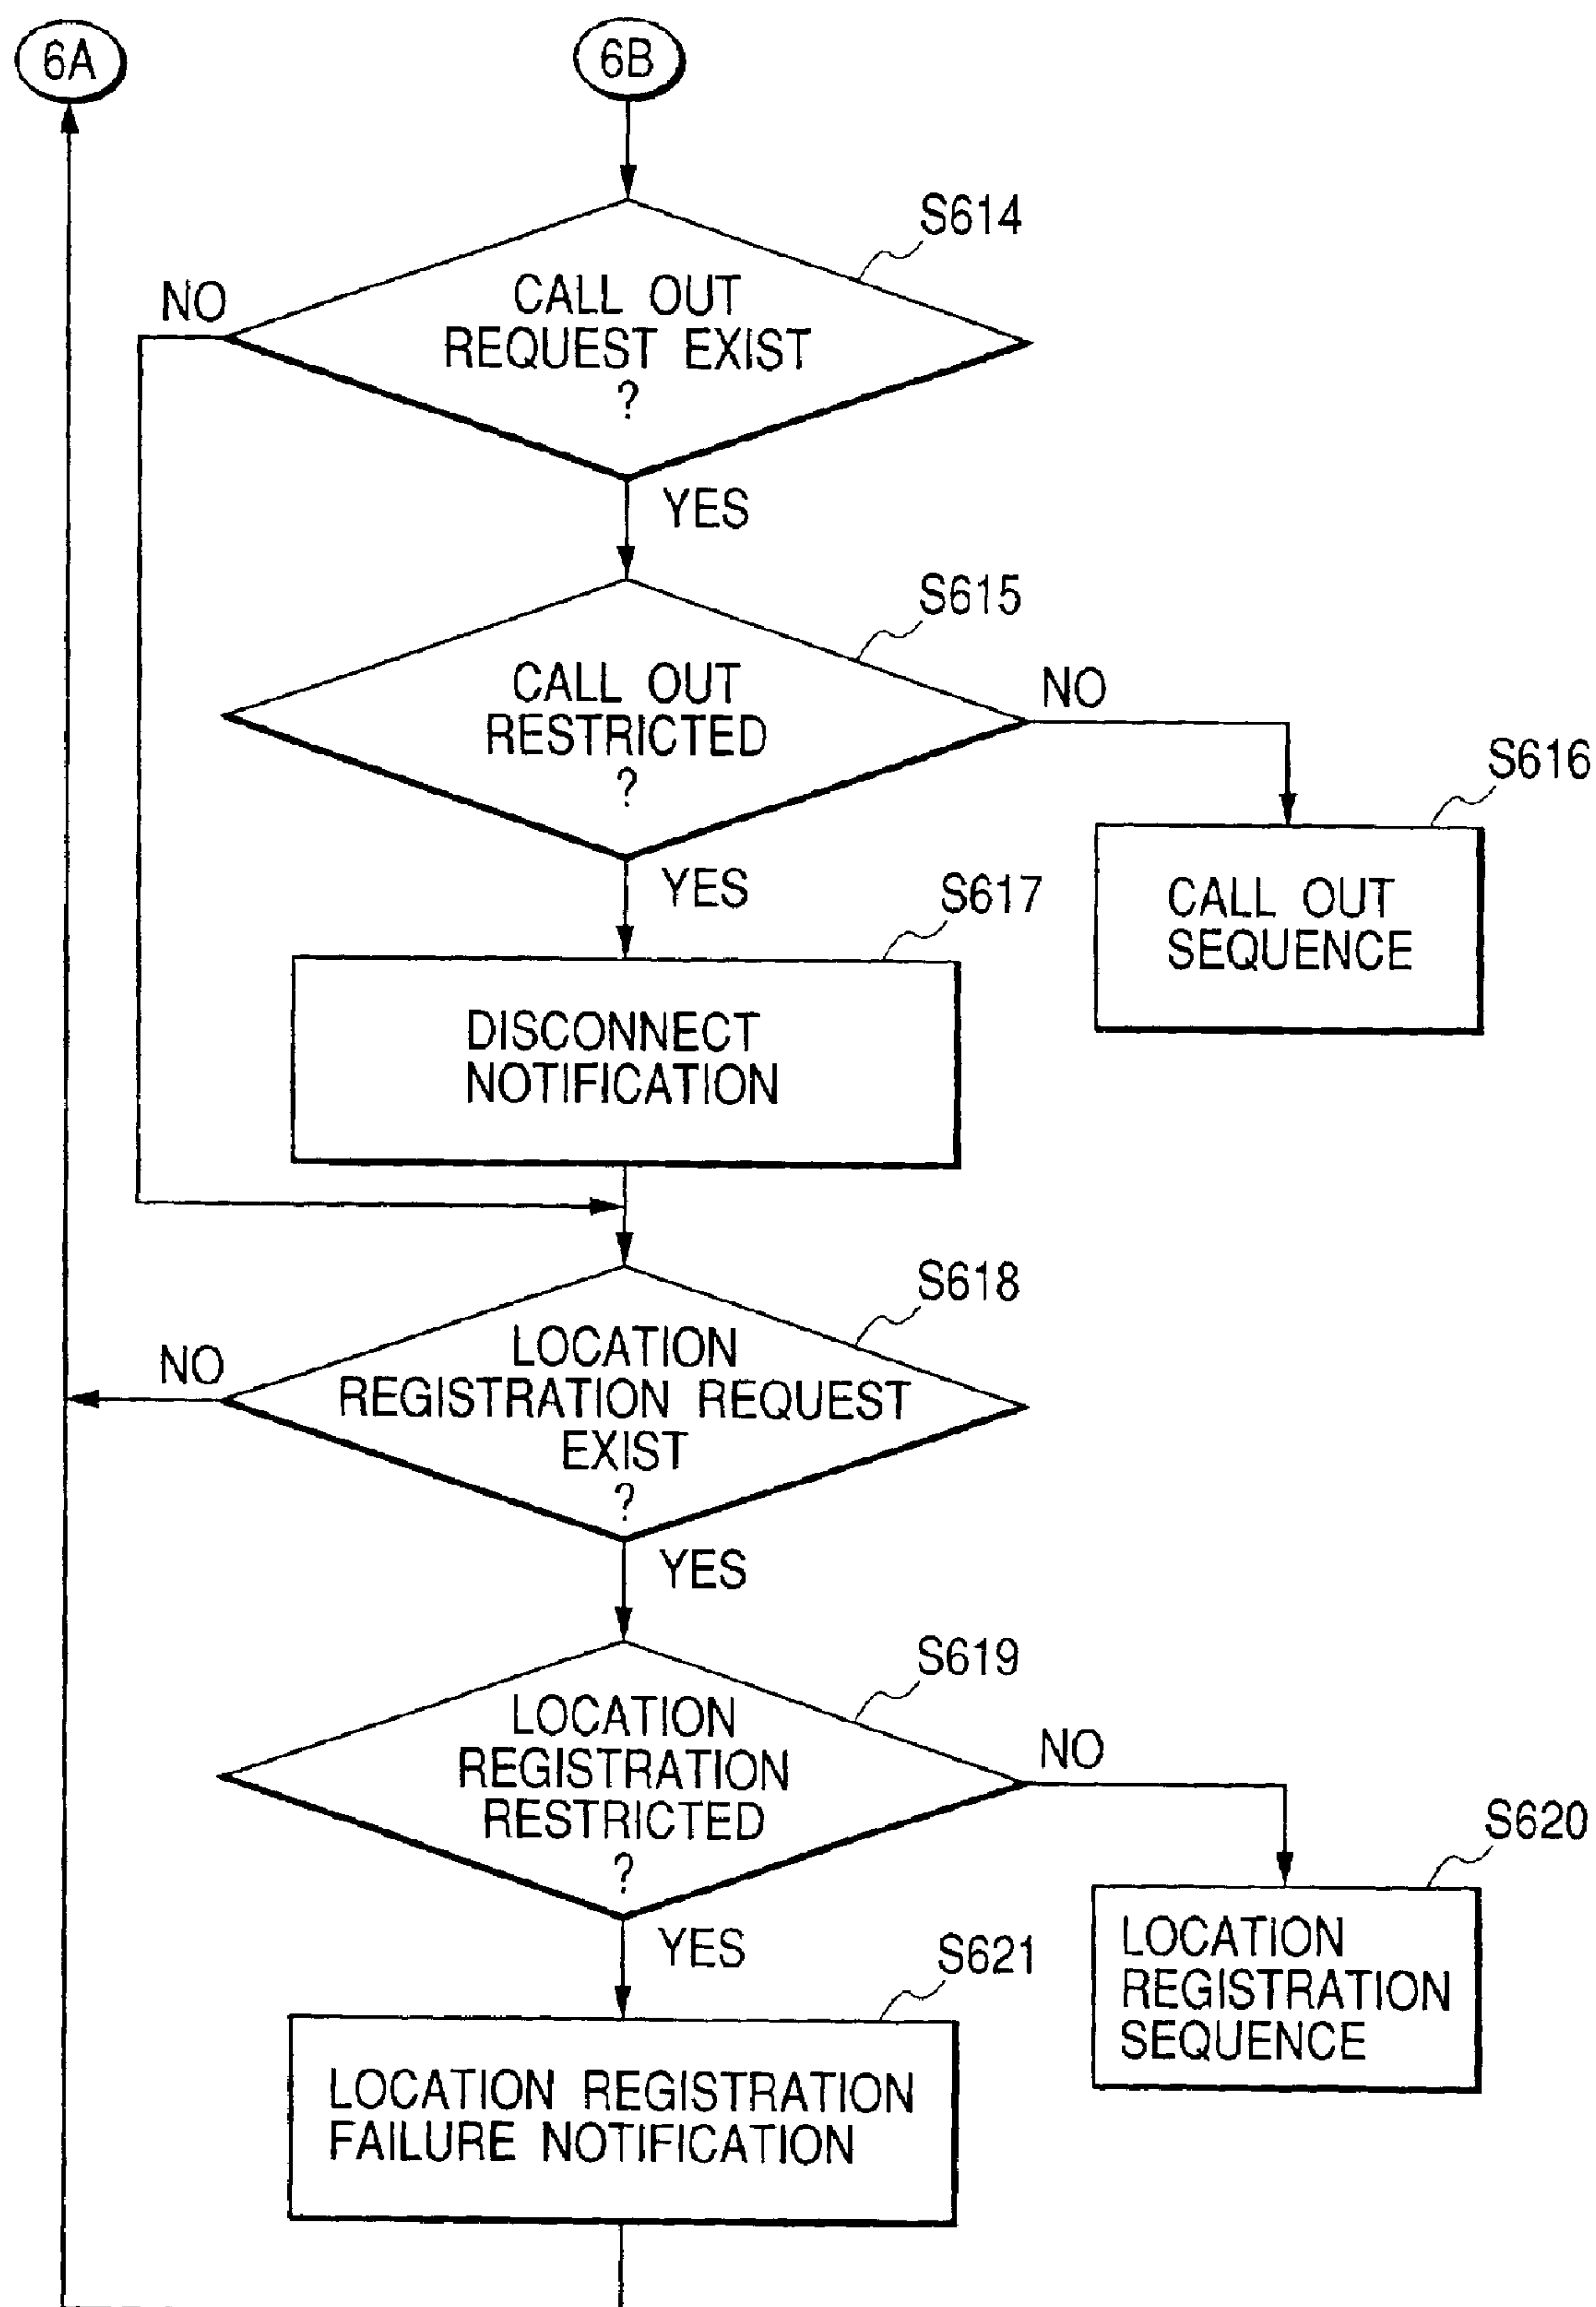 6A
6B
S614
NO
CALL OUT
REQUEST EXIST
?
YES
S615
CALL OUT
RESTRICTED
?
NO
S616
CALL OUT
SEQUENCE
YES
S617
DISCONNECT
NOTIFICATION
S618
NO
LOCATION
REGISTRATION REQUEST
EXIST
?
YES
S619
LOCATION
REGISTRATION
RESTRICTED
?
NO
S620
LOCATION
REGISTRATION
SEQUENCE
YES
S621
LOCATION REGISTRATION
FAILURE NOTIFICATION